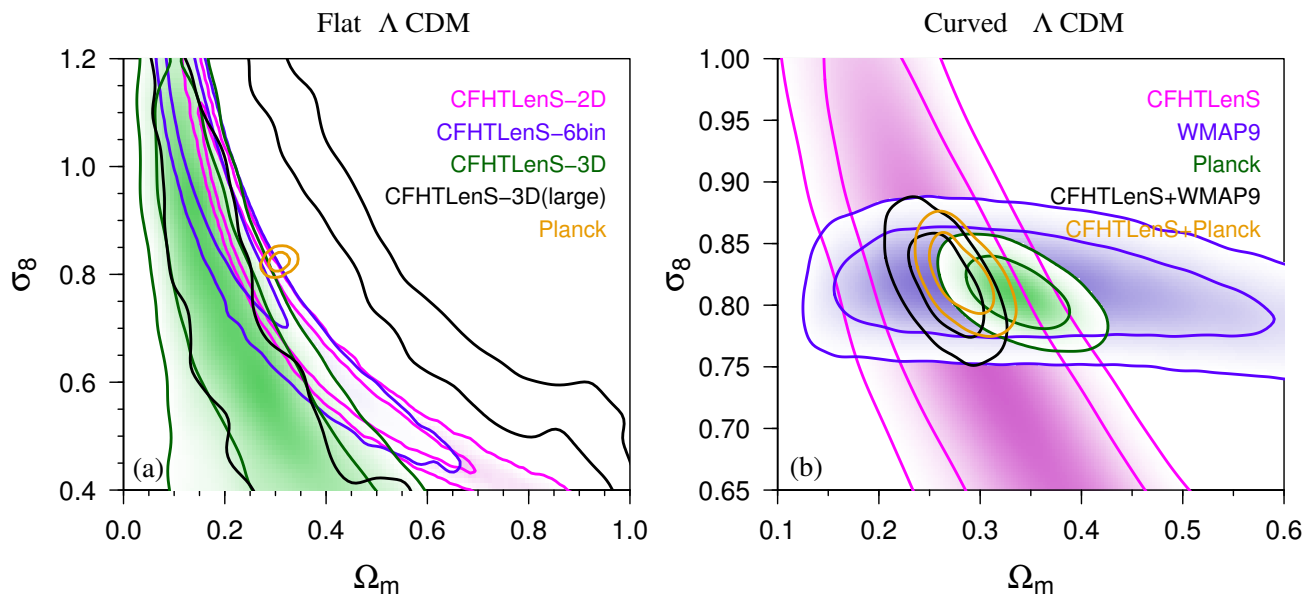 Flat Λ CDM
1.2
1.0
0.8
0.6
0.4
σ8
CFHTLenS−2D
CFHTLenS−6bin
CFHTLenS−3D
CFHTLenS−3D(large)
Planck
(a)
0.0 0.2 0.4 0.6 0.8 1.0
Ωm
Curved Λ CDM
1.00
0.95
0.90
0.85
0.80
0.75
0.70
0.65
σ8
CFHTLenS
WMAP9
Planck
CFHTLenS+WMAP9
CFHTLenS+Planck
(b)
0.1 0.2 0.3 0.4 0.5 0.6
Ωm